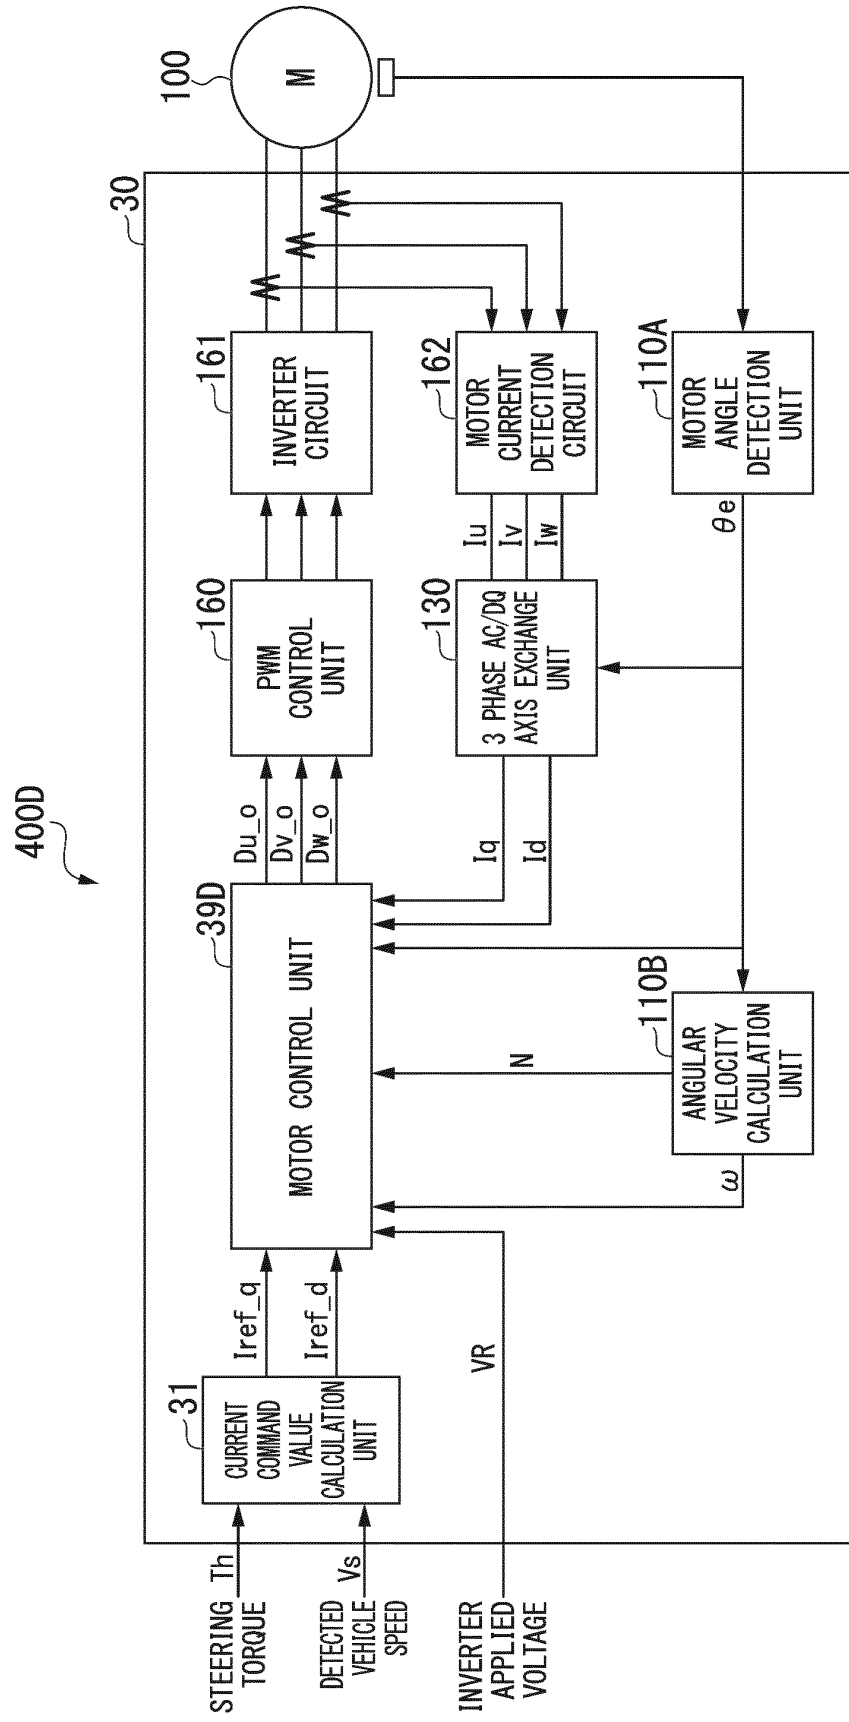 400D
30
100
M
STEERING
TORQUE
Th
DETECTED
VEHICLE
SPEED
Vs
INVERTER
APPLIED
VOLTAGE
VR
31
CURRENT
COMMAND
VALUE
CALCULATION
UNIT
Iref_q
Iref_d
39D
MOTOR CONTROL UNIT
Du_o
Dv_o
Dw_o
160
PWM
CONTROL
UNIT
161
INVERTER
CIRCUIT
162
MOTOR
CURRENT
DETECTION
CIRCUIT
Iu
Iv
Iw
130
3 PHASE AC/DQ
AXIS EXCHANGE
UNIT
Iq
Id
110A
MOTOR
ANGLE
DETECTION
UNIT
θe
110B
ANGULAR
VELOCITY
CALCULATION
UNIT
N
ω